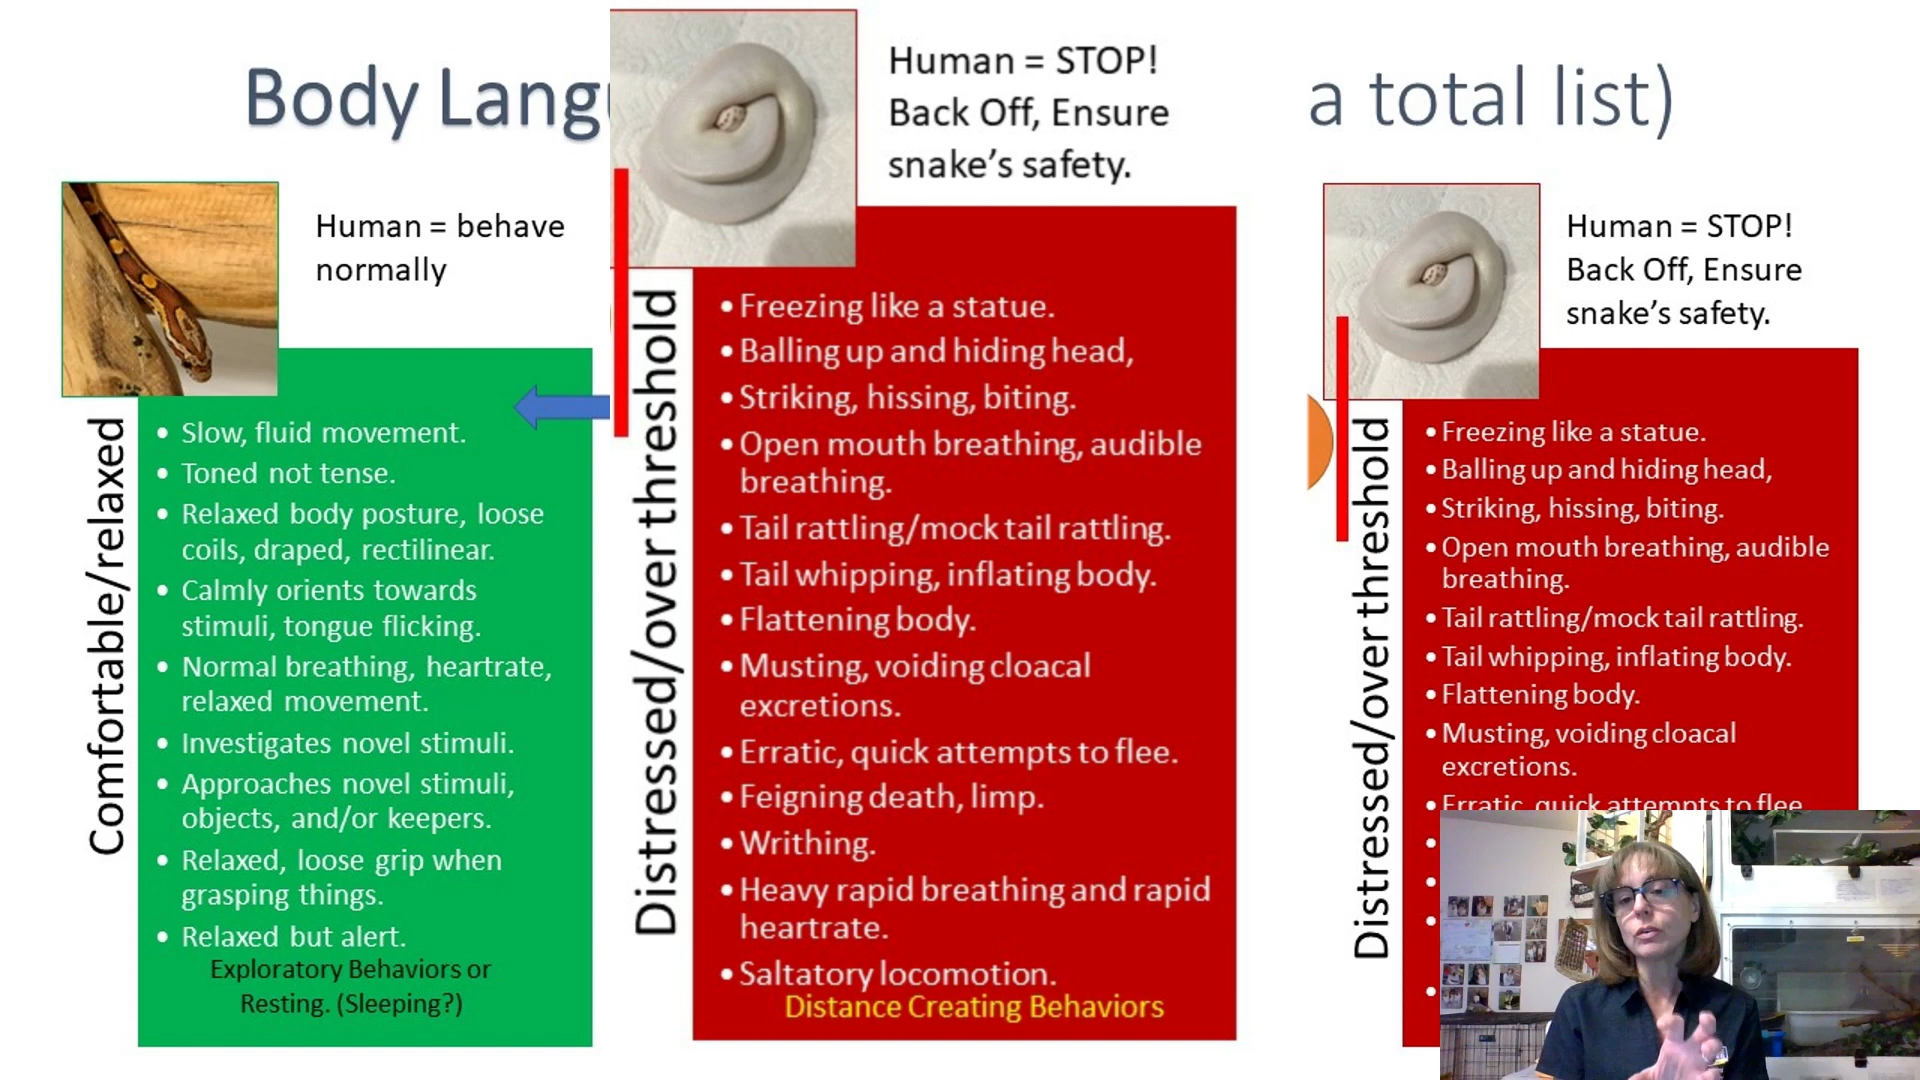 Body Lang
a total list)
Human = behave
normally
Comfortable/relaxed
• Slow, fluid movement.
• Toned not tense.
• Relaxed body posture, loose
coils, draped, rectilinear.
• Calmly orients towards
stimuli, tongue flicking.
• Normal breathing, heartrate,
relaxed movement.
• Investigates novel stimuli.
• Approaches novel stimuli,
objects, and/or keepers.
• Relaxed, loose grip when
grasping things.
• Relaxed but alert.
Exploratory Behaviors or
Resting. (Sleeping?)
Human = STOP!
Back Off, Ensure
snake's safety.
Distressed/over threshold
• Freezing like a statue.
• Balling up and hiding head,
• Striking, hissing, biting.
• Open mouth breathing, audible
breathing.
• Tail rattling/mock tail rattling.
• Tail whipping, inflating body.
• Flattening body.
• Musting, voiding cloacal
excretions.
• Erratic, quick attempts to flee.
• Feigning death, limp.
• Writhing.
• Heavy rapid breathing and rapid
heartrate.
• Saltatory locomotion.
Distance Creating Behaviors
Human = STOP!
Back Off, Ensure
snake's safety.
Distressed/over threshold
• Freezing like a statue.
• Balling up and hiding head,
• Striking, hissing, biting.
• Open mouth breathing, audible
breathing.
• Tail rattling/mock tail rattling.
• Tail whipping, inflating body.
• Flattening body.
• Musting, voiding cloacal
excretions.
• Erratic, quick attempts to flee.